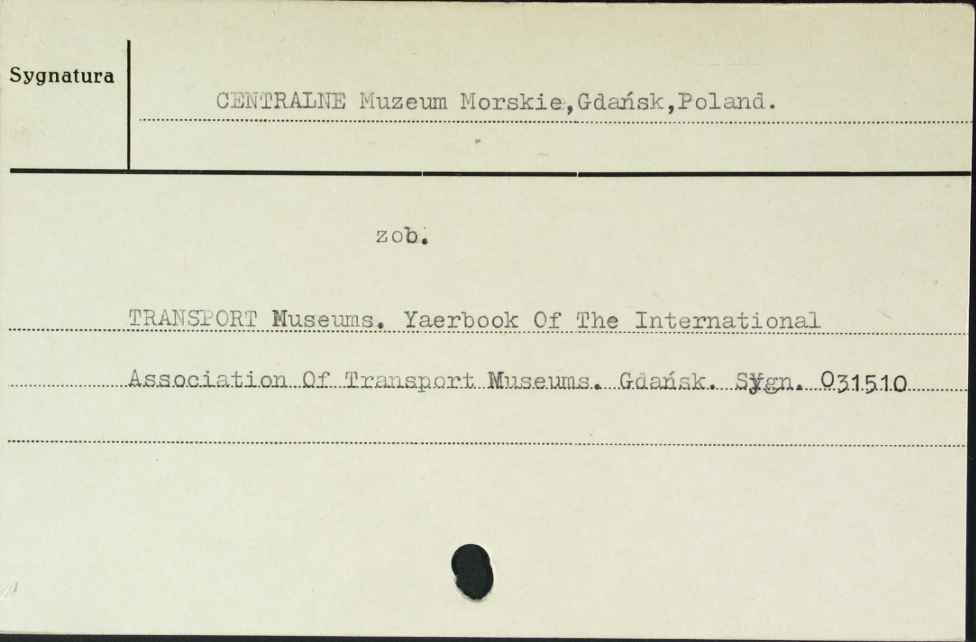 Sygnatura
CENTRALNE Muzeum Morskie,Gdańsk,Poland.
zob.
TRANSPORT Museums. Yaerbook Of The International
Association Of Transport Museums. Gdańsk. Sygn. 031510